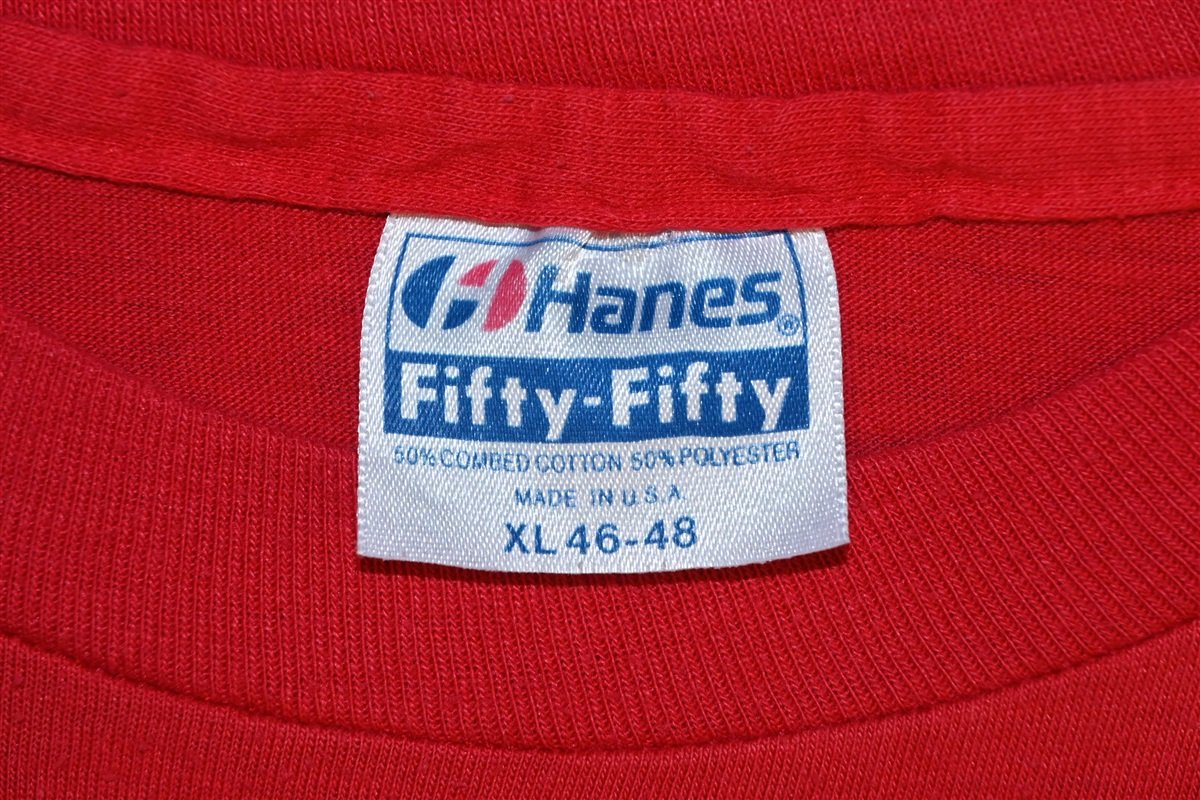 Hanes®
Fifty-Fifty
50% COMBED COTTON 50% POLYESTER
MADE IN U.S.A.
XL 46-48